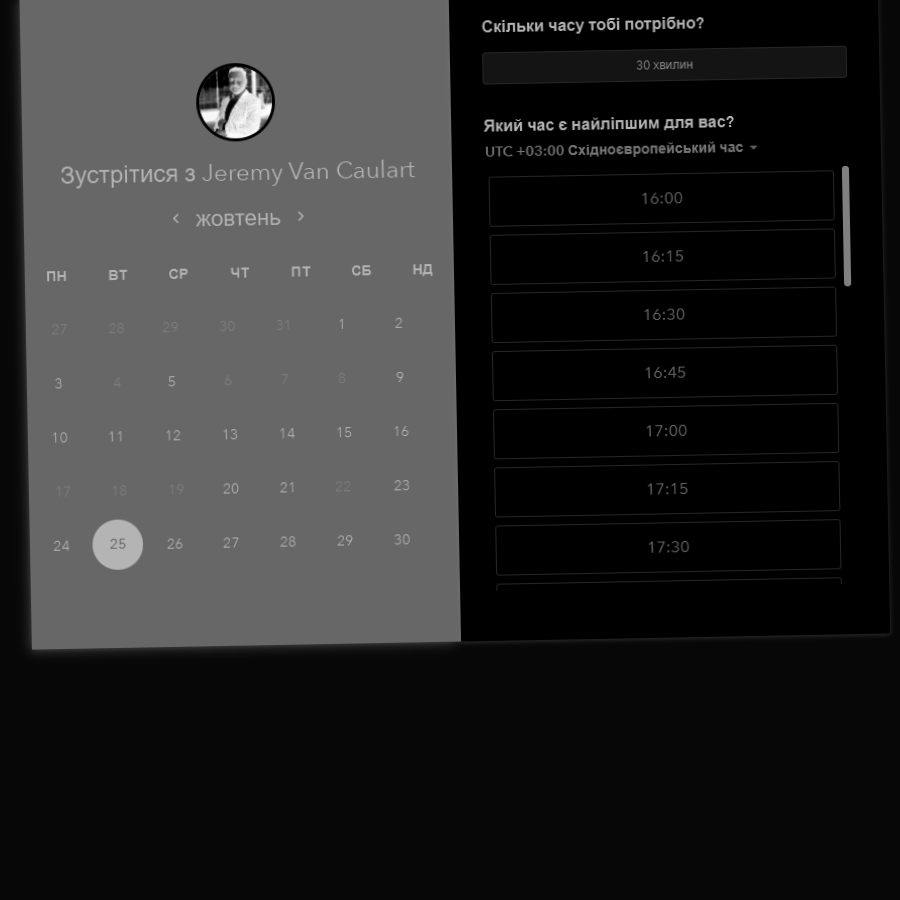 Зустрітися з Jeremy Van Caulart
жовтень
ПН ВТ СР ЧТ ПТ СБ НД
27 28 29 30 31 1 2
3 4 5 6 7 8 9
10 11 12 13 14 15 16
17 18 19 20 21 22 23
24 25 26 27 28 29 30
Скільки часу тобі потрібно?
30 хвилин
Який час є найліпшим для вас?
UTC +03:00 Східноєвропейський час
16:00
16:15
16:30
16:45
17:00
17:15
17:30